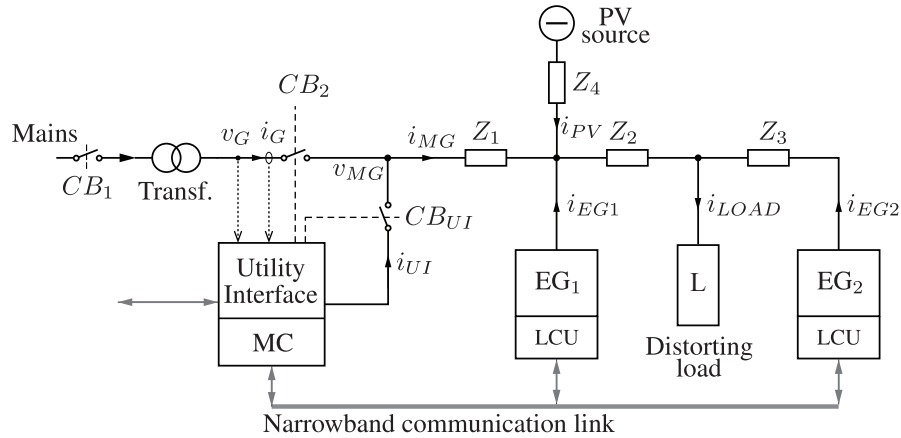 PV
source
Z4
CB2
Mains
vG
iG
iMG
Z1
iPV
Z2
Z3
CB1
Transf.
vMG
CBUI
iEG1
iLOAD
iEG2
iUI
Utility
Interface
EG1
L
EG2
MC
LCU
LCU
Distorting
load
Narrowband communication link